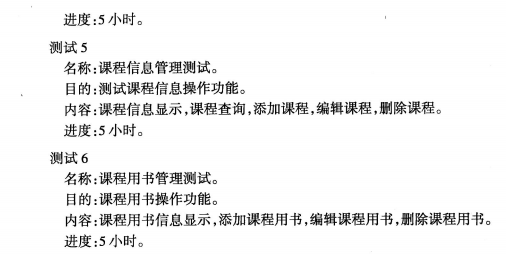 进度:5小时。
测试5
名称:课程信息管理测试。
目的:测试课程信息操作功能。
内容:课程信息显示,课程查询,添加课程,编辑课程,删除课程。
进度:5小时。
测试6
名称:课程用书管理测试。
目的:课程用书操作功能。
内容:课程用书信息显示,添加课程用书,编辑课程用书,删除课程用书。
进度:5小时。